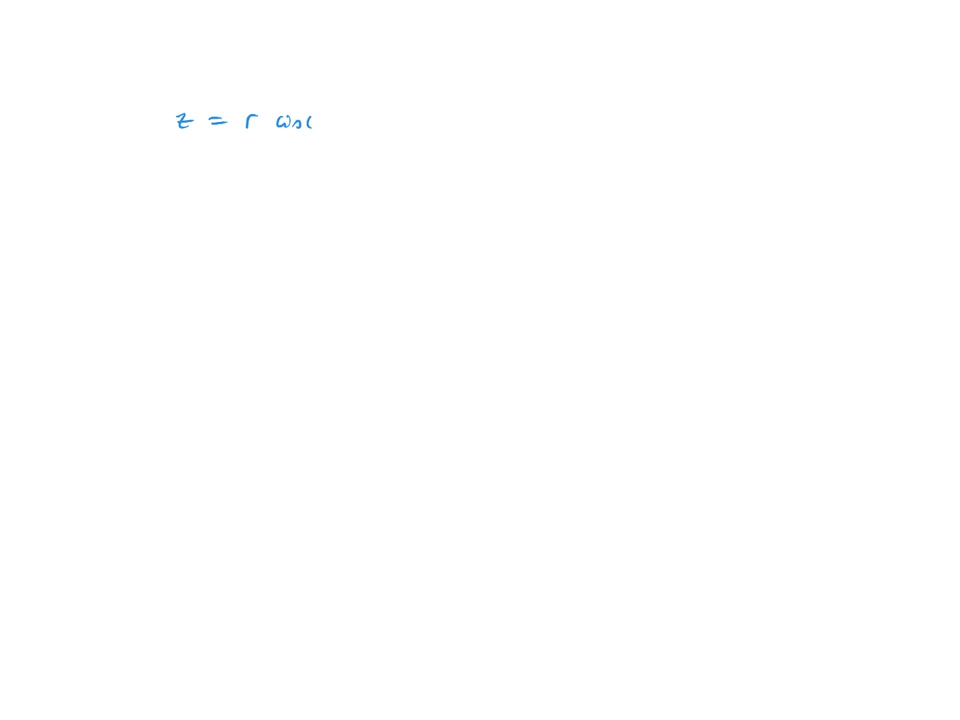 z = r cos(